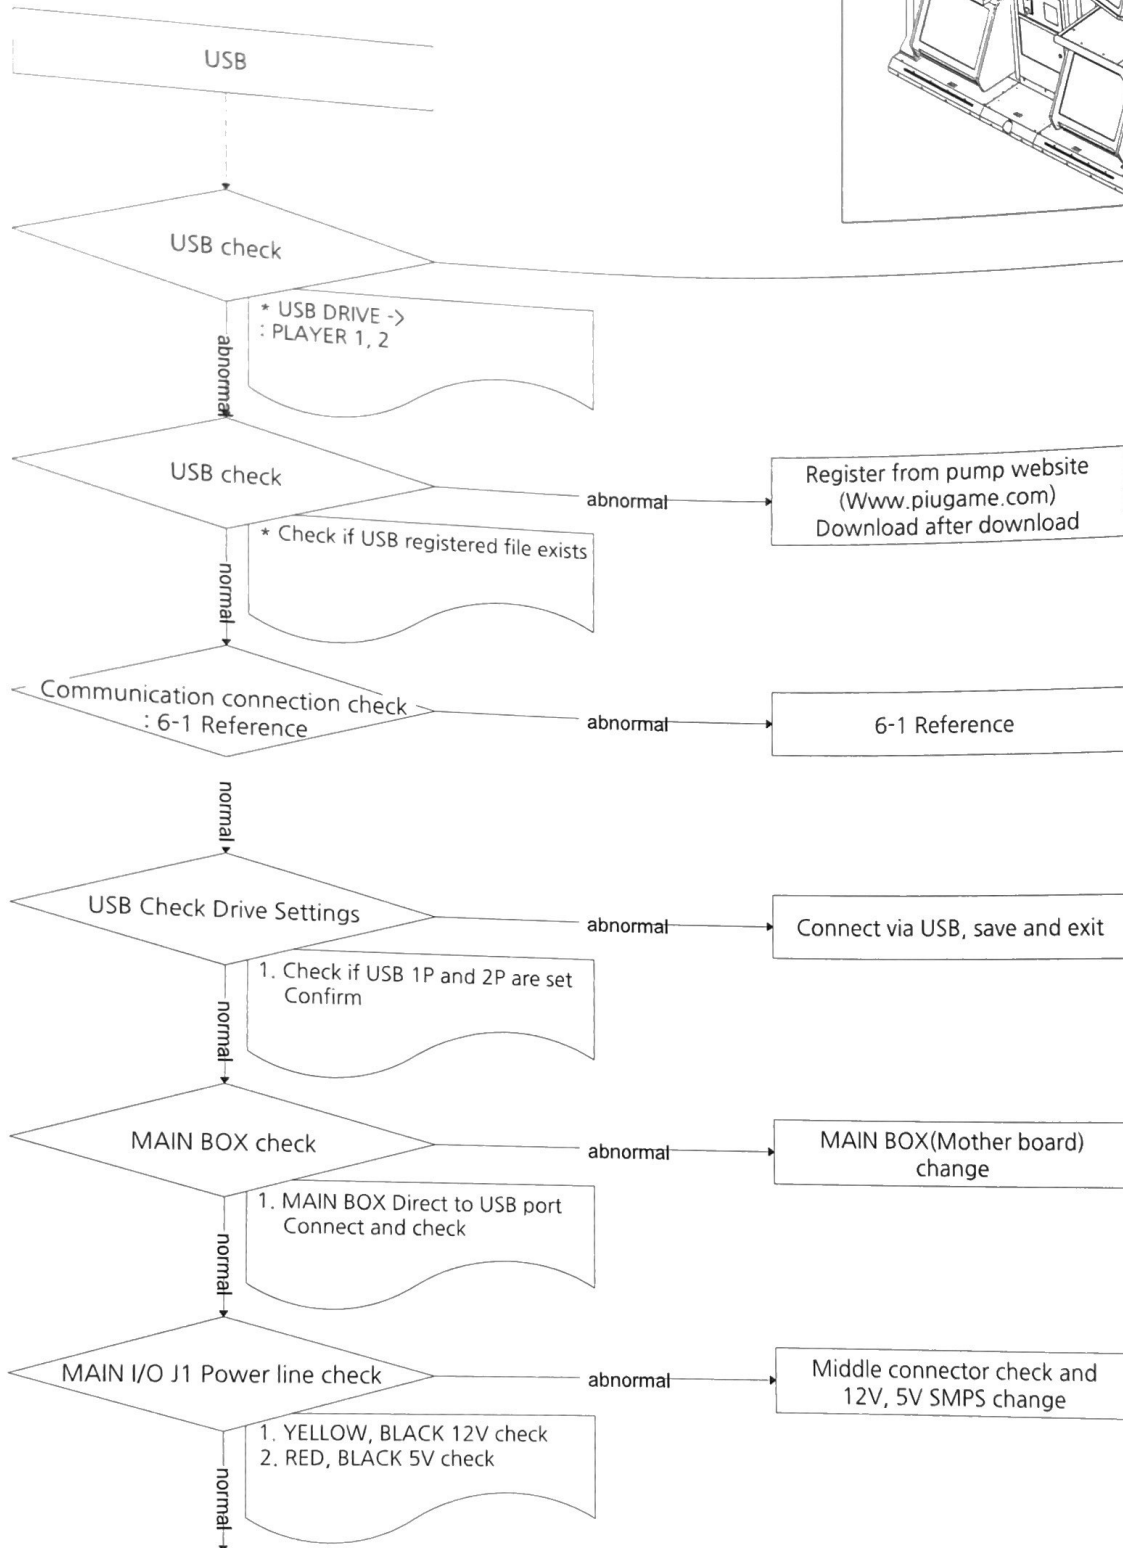 USB
USB check
* USB DRIVE ->
: PLAYER 1, 2
abnormal
USB check
abnormal
Register from pump website
(Www.piugame.com)
Download after download
* Check if USB registered file exists
normal
Communication connection check
: 6-1 Reference
abnormal
6-1 Reference
normal
USB Check Drive Settings
abnormal
Connect via USB, save and exit
1. Check if USB 1P and 2P are set
Confirm
normal
MAIN BOX check
abnormal
MAIN BOX(Mother board)
change
1. MAIN BOX Direct to USB port
Connect and check
normal
MAIN I/O J1 Power line check
abnormal
Middle connector check and
12V, 5V SMPS change
1. YELLOW, BLACK 12V check
2. RED, BLACK 5V check
normal